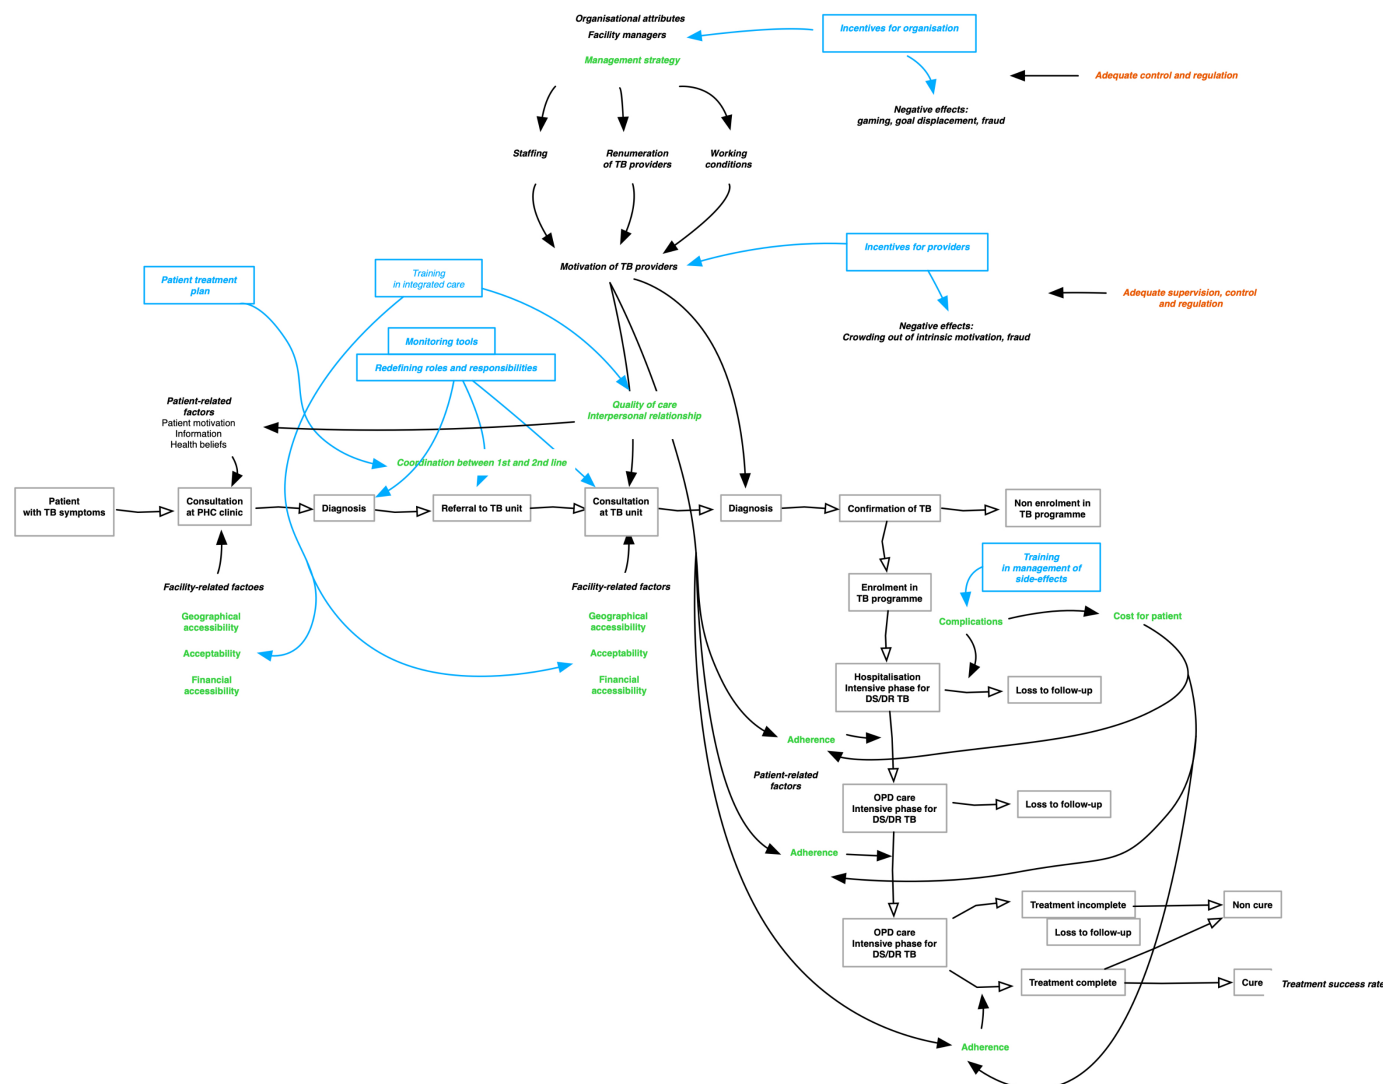 Organisational attributes
Facility managers
Management strategy
Incentives for organisation
Adequate control and regulation
Negative effects:
gaming, goal displacement, fraud
Staffing
Renumeration
of TB providers
Working
conditions
Motivation of TB providers
Incentives for providers
Adequate supervision, control
and regulation
Negative effects:
Crowding out of intrinsic motivation, fraud
Patient treatment
plan
Training
in integrated care
Monitoring tools
Redefining roles and responsibilities
Patient-related
factors
Patient motivation
Information
Health beliefs
Quality of care
Interpersonal relationship
Coordination between 1st and 2nd line
Patient
with TB symptoms
Consultation
at PHC clinic
Diagnosis
Referral to TB unit
Consultation
at TB unit
Diagnosis
Confirmation of TB
Non enrolment in
TB programme
Facility-related factoes
Geographical
accessibility
Acceptability
Financial
accessibility
Facility-related factors
Geographical
accessibility
Acceptability
Financial
accessibility
Training
in management of
side-effects
Enrolment in
TB programme
Complications
Cost for patient
Hospitalisation
Intensive phase for
DS/DR TB
Loss to follow-up
Adherence
Patient-related
factors
OPD care
Intensive phase for
DS/DR TB
Loss to follow-up
Adherence
OPD care
Intensive phase for
DS/DR TB
Treatment incomplete
Loss to follow-up
Non cure
Treatment complete
Cure
Treatment success rate
Adherence